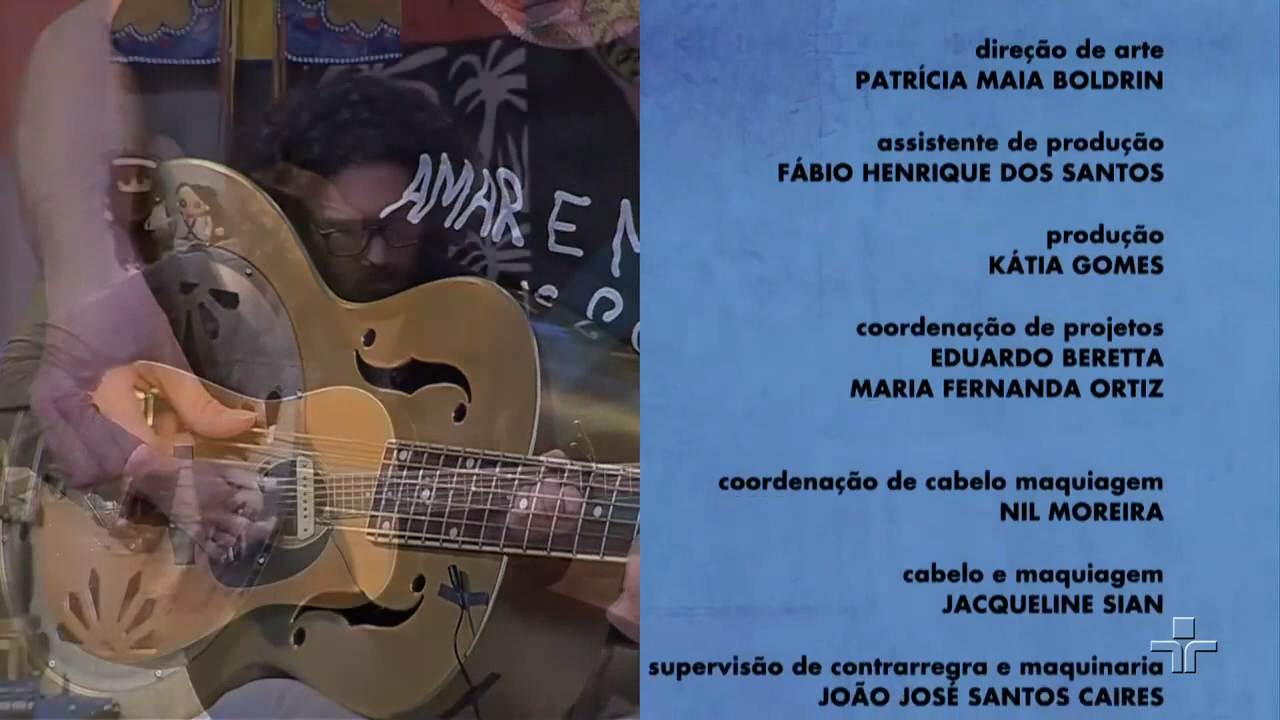 AMAR E
direção de arte
PATRÍCIA MAIA BOLDRIN
assistente de produção
FÁBIO HENRIQUE DOS SANTOS
produção
KÁTIA GOMES
coordenação de projetos
EDUARDO BERETTA
MARIA FERNANDA ORTIZ
coordenação de cabelo maquiagem
NIL MOREIRA
cabelo e maquiagem
JACQUELINE SIAN
supervisão de contrarregra e maquinaria
JOÃO JOSÉ SANTOS CAIRES